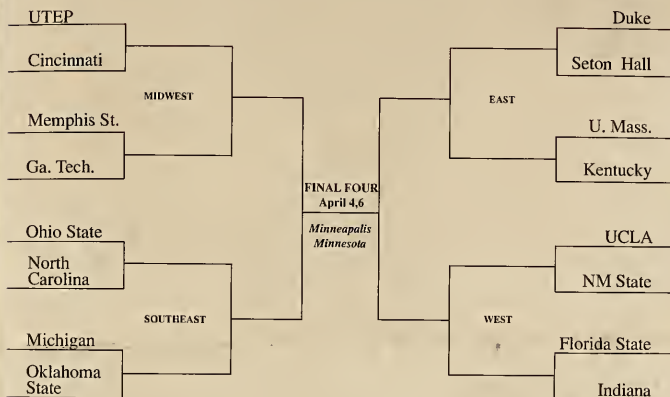 UTEP
Cincinnati
MIDWEST
Memphis St.
Ga. Tech.
Ohio State
North
Carolina
SOUTHEAST
Michigan
Oklahoma
State
FINAL FOUR
April 4,6
Minneapalis
Minnesota
Duke
Seton Hall
EAST
U. Mass.
Kentucky
UCLA
NM State
WEST
Florida State
Indiana